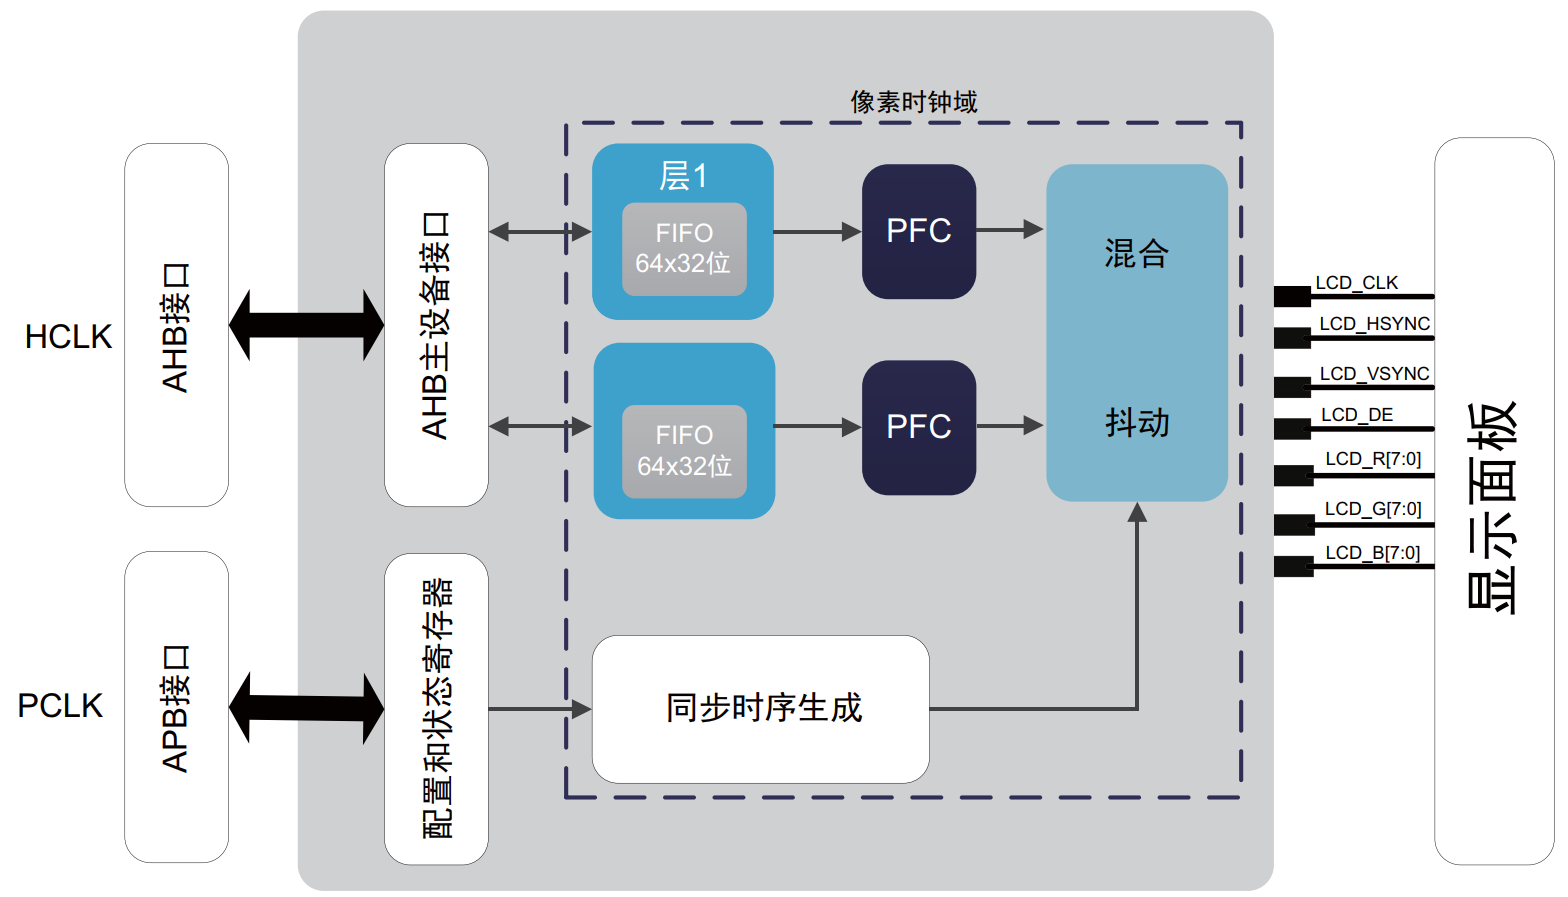 像素时钟域
HCLK
AHB接口
AHB主设备接口
层1
FIFO
64x32位
PFC
FIFO
64x32位
PFC
混合
抖动
PCLK
APB接口
配置和状态寄存器
同步时序生成
LCD_CLK
LCD_HSYNC
LCD_VSYNC
LCD_DE
LCD_R[7:0]
LCD_G[7:0]
LCD_B[7:0]
显示面板